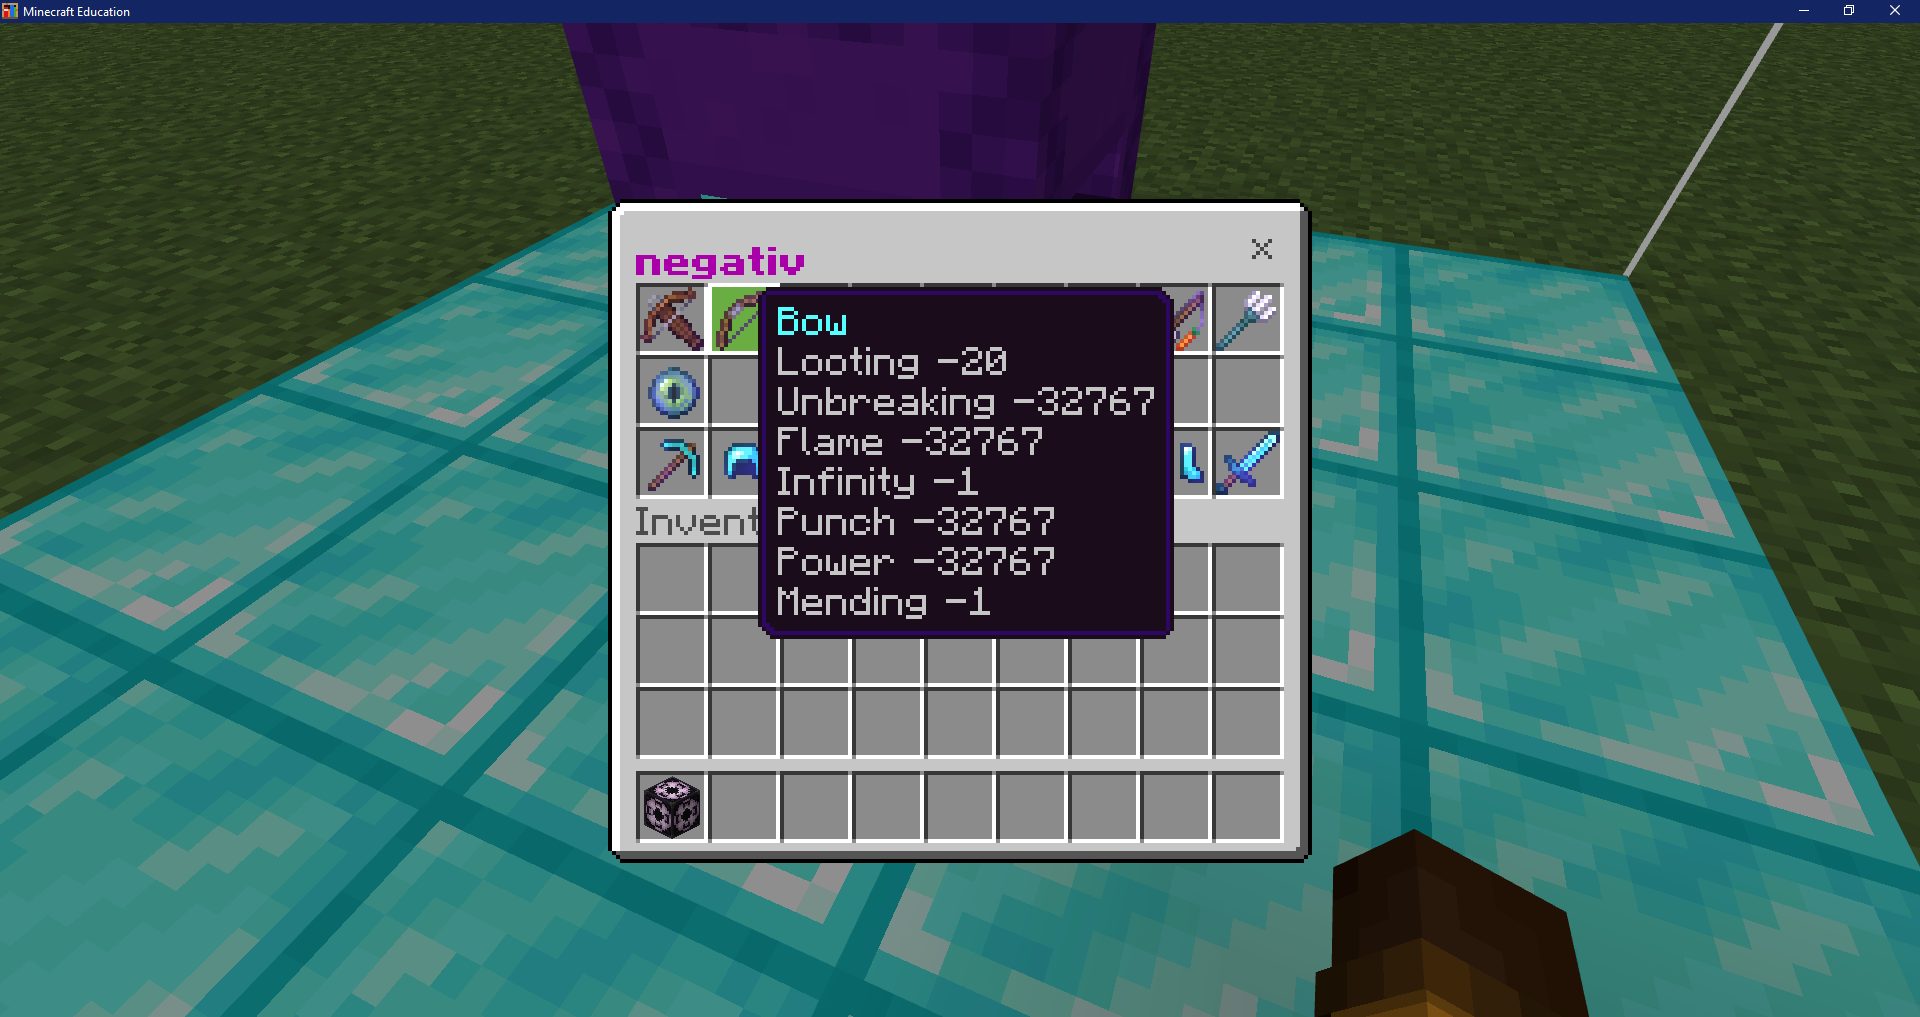 Minecraft Education
negativ
Bow
Looting -20
Unbreaking -32767
Flame -32767
Infinity -1
Punch -32767
Power -32767
Mending -1
Invent